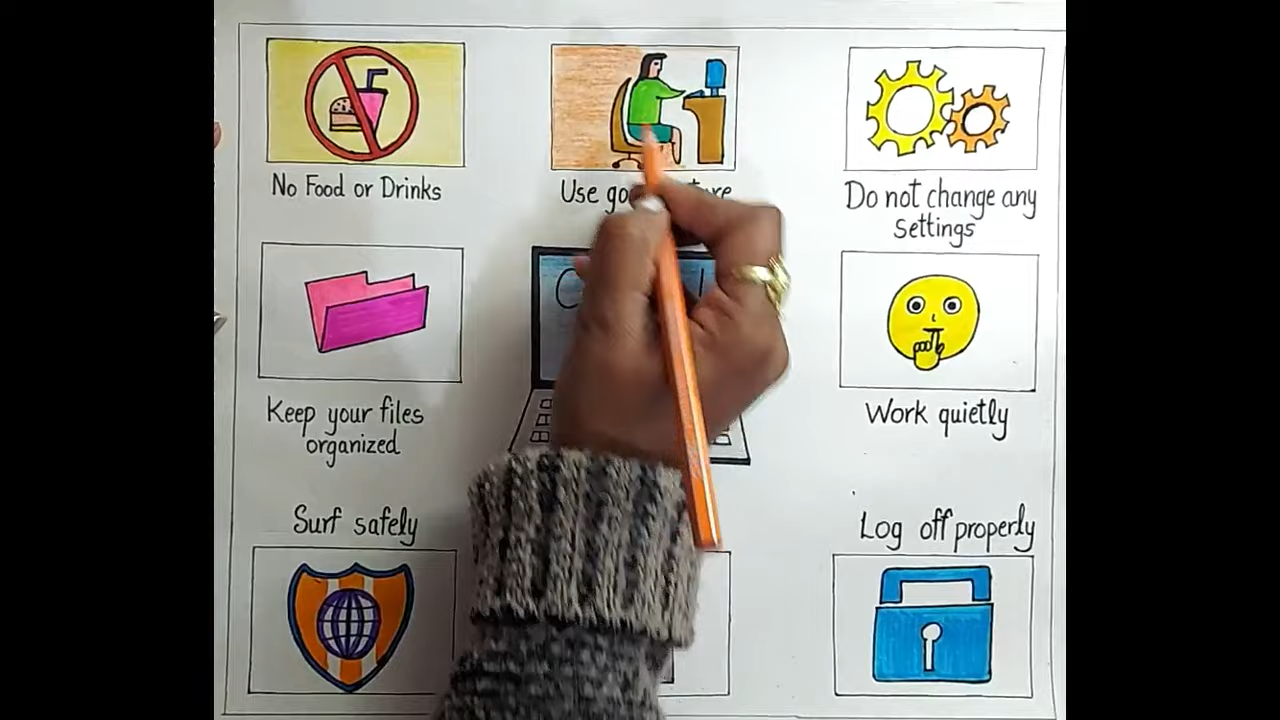 No Food or Drinks
Use
Do not change any
settings
Keep your files
organized
Work quietly
Surf safely
Log off properly